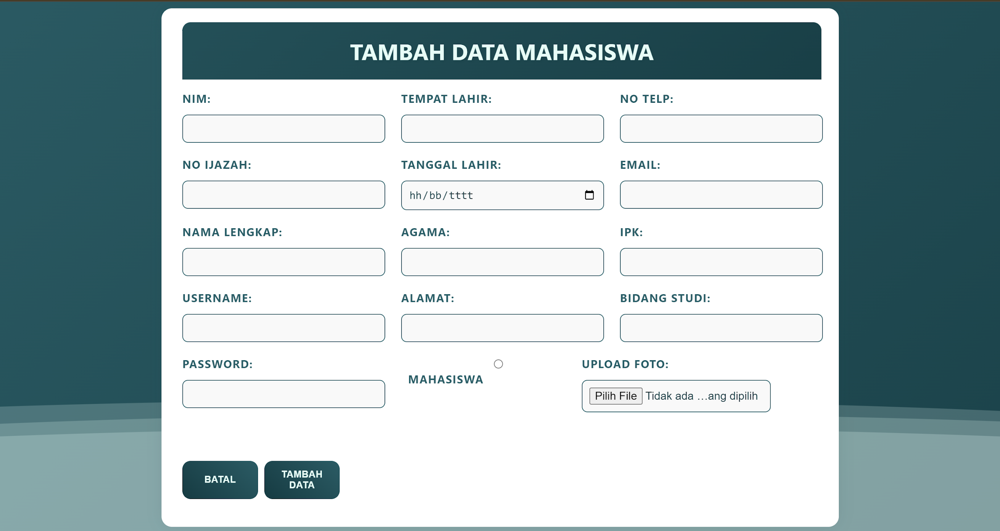 TAMBAH DATA MAHASISWA
NIM:
TEMPAT LAHIR:
NO TELP:
NO IJAZAH:
TANGGAL LAHIR:
EMAIL:
hh/bb/tttt
NAMA LENGKAP:
AGAMA:
IPK:
USERNAME:
ALAMAT:
BIDANG STUDI:
PASSWORD:
MAHASISWA
UPLOAD FOTO:
Pilih File Tidak ada ...ang dipilih
BATAL
TAMBAH
DATA